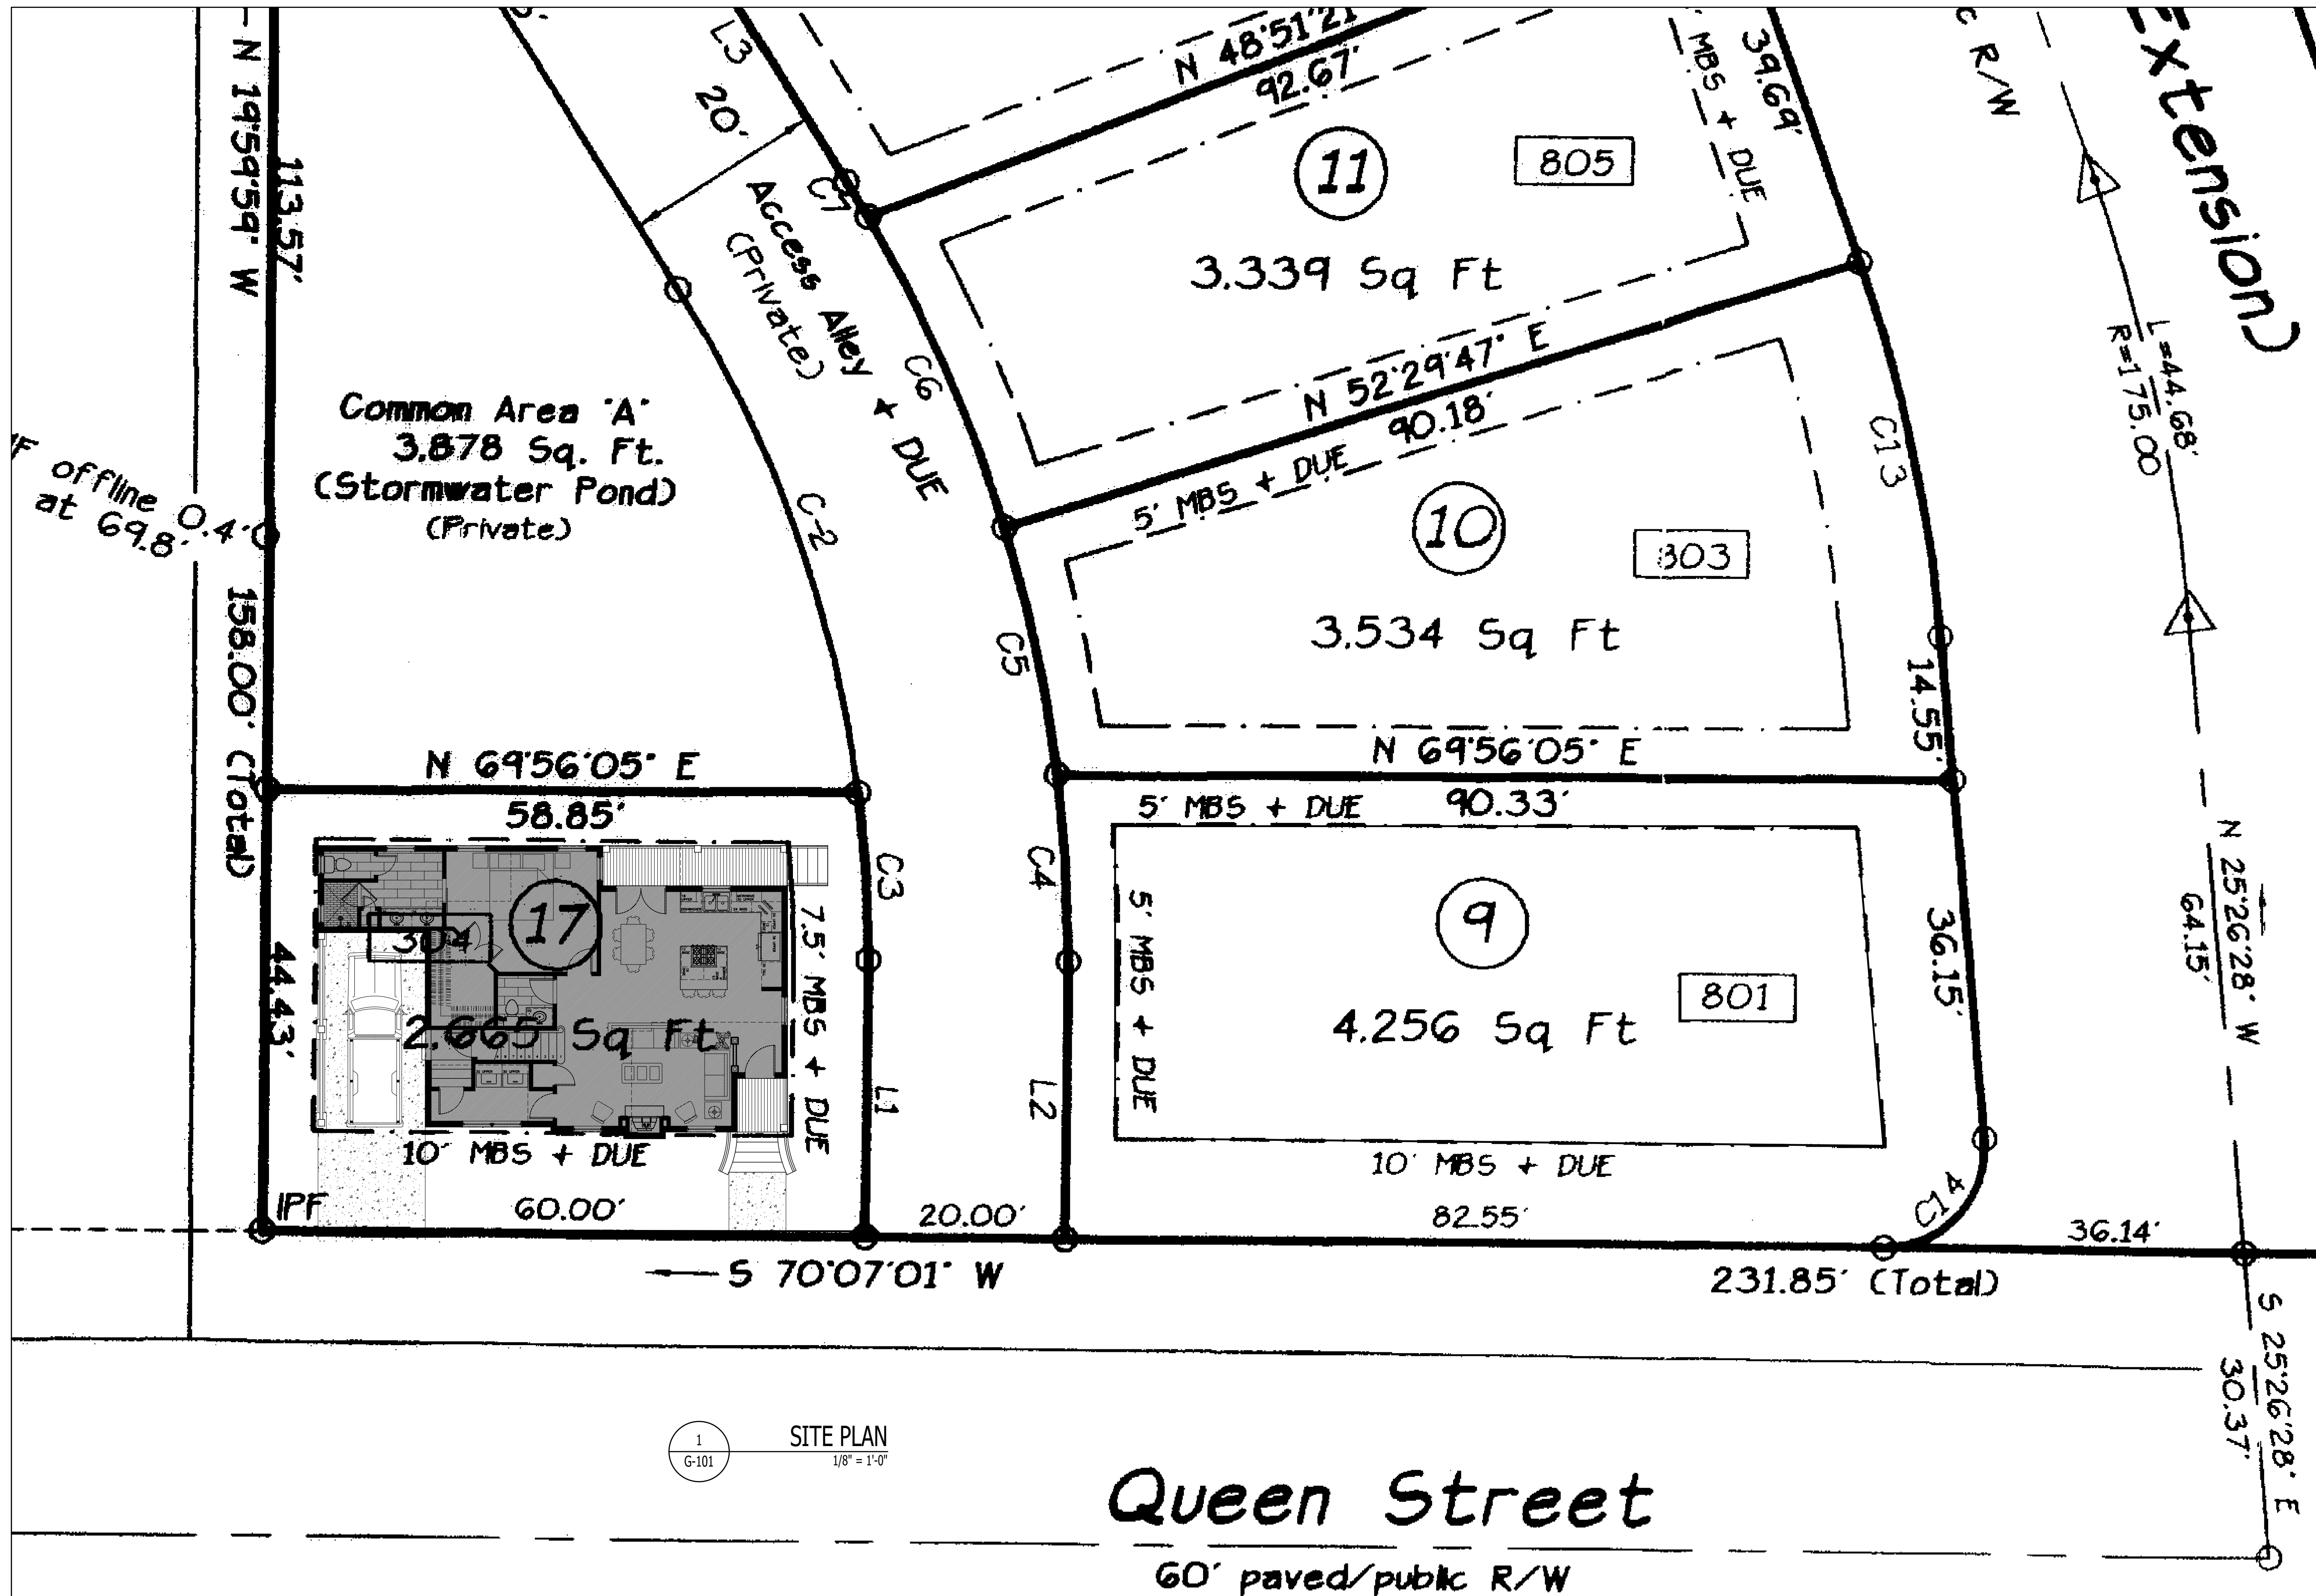 N 19°59'59" W
113.57'
L3
20'
N 48°51'21
92.67'
MBS + DUE
39.69'
R/W
Extension)
C7
Access Alley + DUE
(Private)
11
805
3,339 Sq Ft
C6
N 52°29'47" E
90.18'
L=44.68'
R=175.00
C13
Common Area "A"
3,878 Sq. Ft.
(Stormwater Pond)
(Private)
offline 0.4'
at 69.8'
C-2
5' MBS + DUE
10
803
3,534 Sq Ft
C5
14.55'
158.00' (Total)
N 69°56'05" E
58.85'
N 69°56'05" E
90.33'
5' MBS + DUE
N 25°26'28" W
64.15'
C3
C4
17
304
2,665 Sq Ft
7.5' MBS + DUE
44.43'
L1
L2
5' MBS + DUE
9
801
4,256 Sq Ft
36.15'
10' MBS + DUE
10' MBS + DUE
IPF
60.00'
20.00'
82.55'
C14
36.14'
S 70°07'01" W
231.85' (Total)
S 25°26'28" E
30.37'
1
G-101
SITE PLAN
1/8" = 1'-0"
Queen Street
60' paved/public R/W